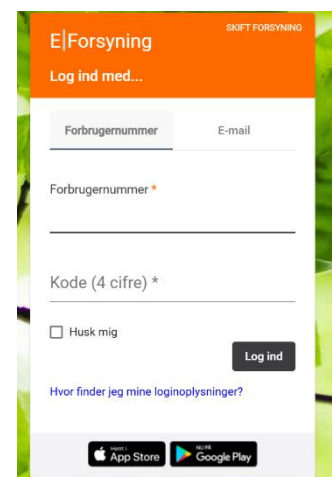 SKIFT FORSYNING
E|Forsyning
Log ind med...
Forbrugernummer
E-mail
Forbrugernummer *
Kode (4 cifre) *
Husk mig
Log ind
Hvor finder jeg mine loginoplysninger?
Hent i
App Store
NU PÅ
Google Play